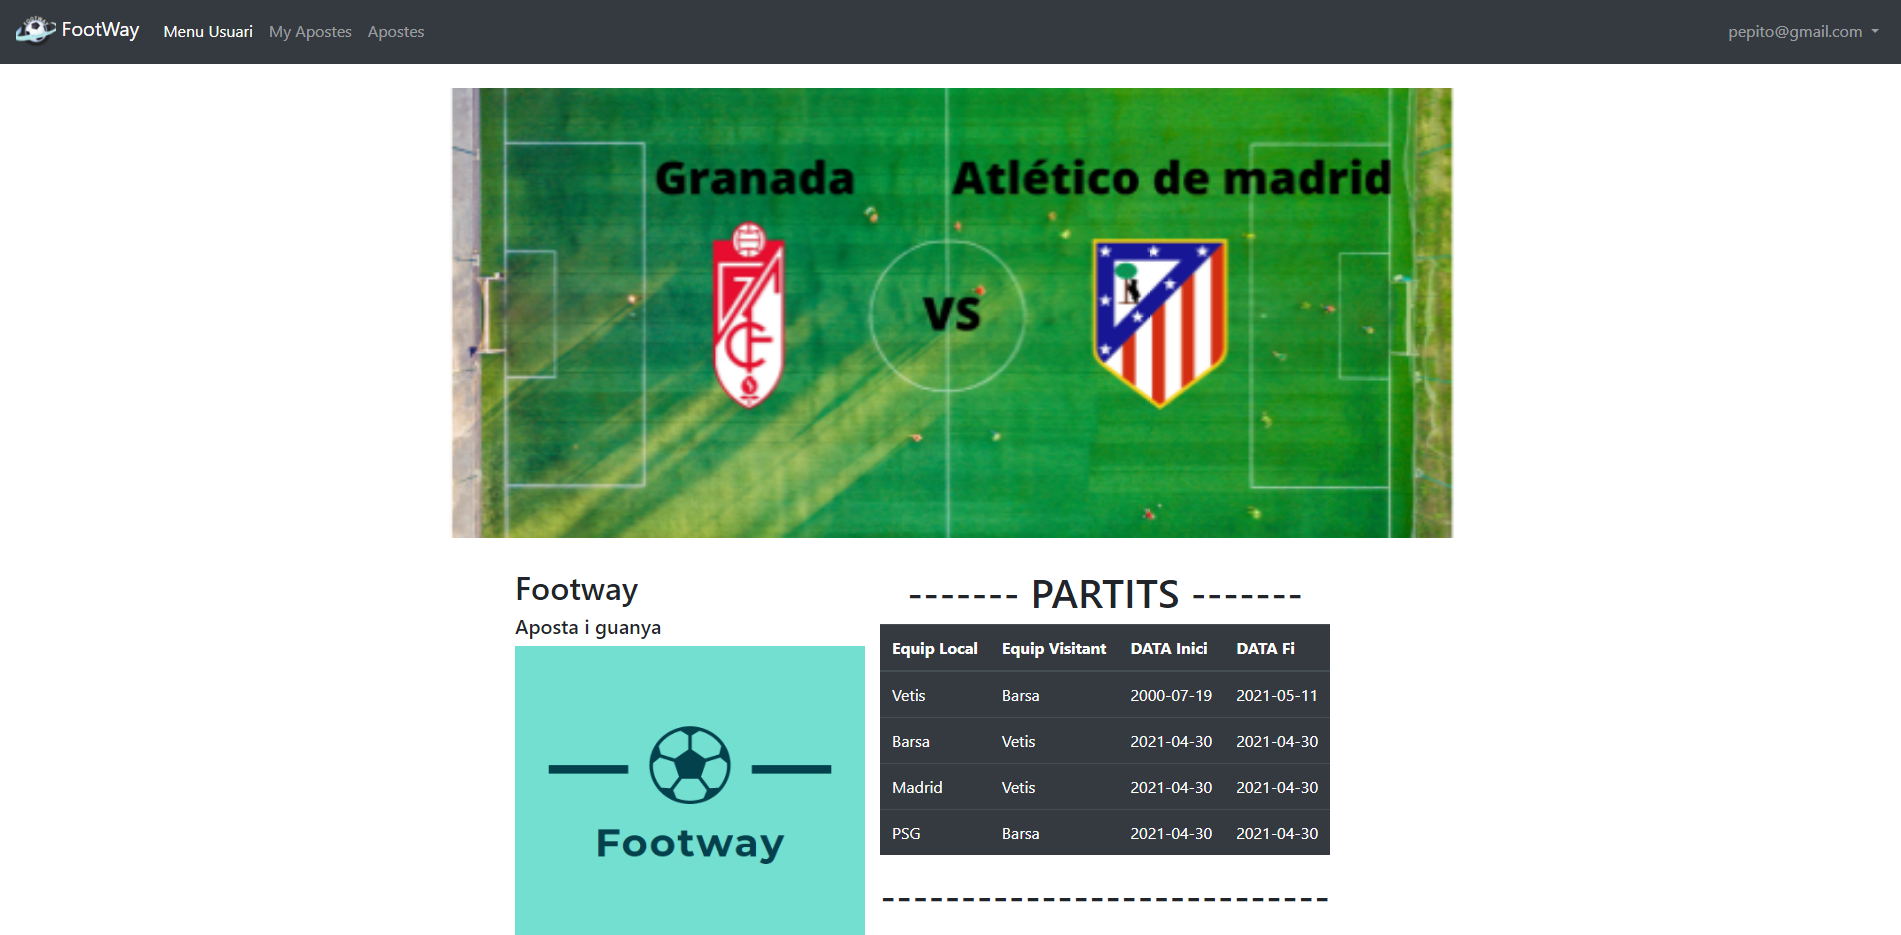 FootWay Menu Usuari My Apostes Apostes pepito@gmail.com
Granada Atlético de madrid
VS
Footway
Aposta i guanya
Footway
------- PARTITS -------
Equip Local Equip Visitant DATA Inici DATA Fi
Vetis Barsa 2000-07-19 2021-05-11
Barsa Vetis 2021-04-30 2021-04-30
Madrid Vetis 2021-04-30 2021-04-30
PSG Barsa 2021-04-30 2021-04-30
----------------------------